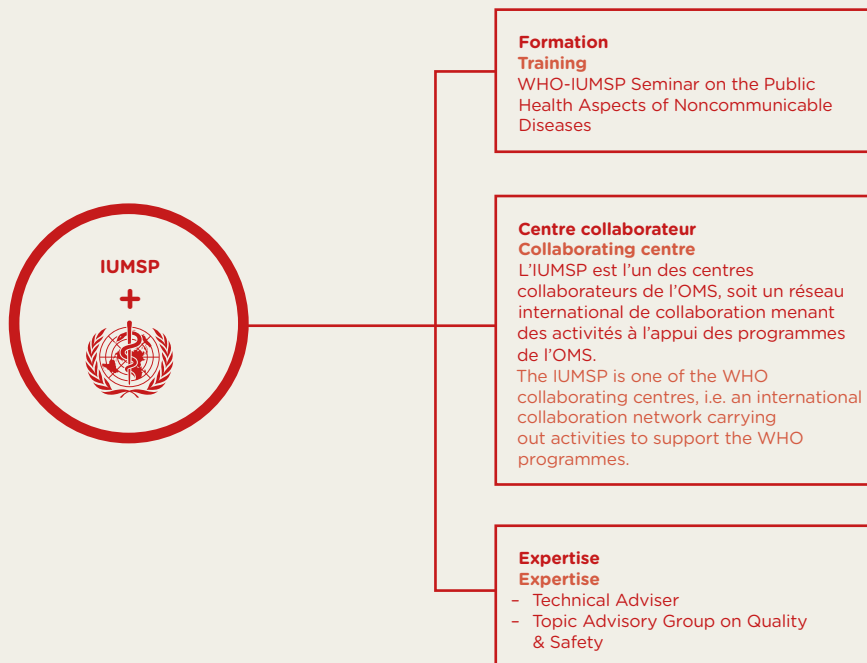 Formation
Training
WHO-IUMSP Seminar on the Public
Health Aspects of Noncommunicable
Diseases
IUMSP
+
Centre collaborateur
Collaborating centre
L'IUMSP est l'un des centres
collaborateurs de l'OMS, soit un réseau
international de collaboration menant
des activités à l'appui des programmes
de l'OMS.
The IUMSP is one of the WHO
collaborating centres, i.e. an international
collaboration network carrying
out activities to support the WHO
programmes.
Expertise
Expertise
– Technical Adviser
– Topic Advisory Group on Quality
& Safety